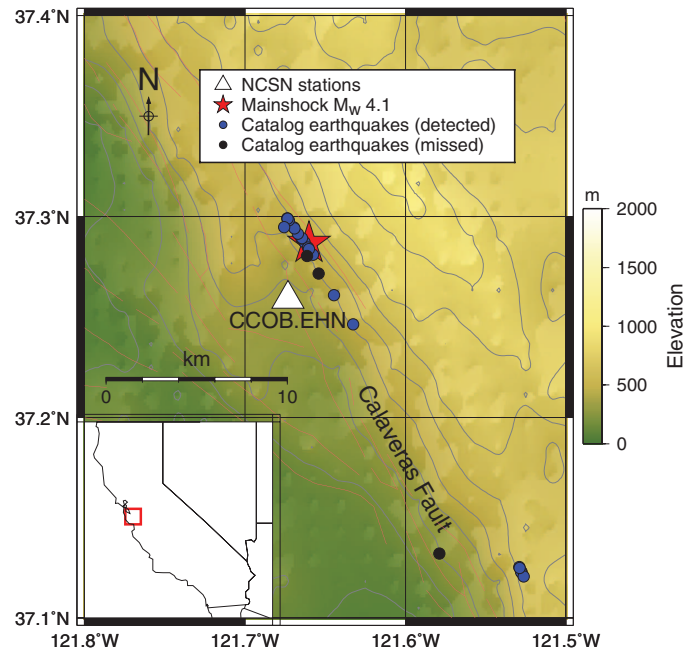 37.4˚N
N
NCSN stations
Mainshock Mw 4.1
Catalog earthquakes (detected)
Catalog earthquakes (missed)
37.3˚N
CCOB.EHN
km
0 10
37.2˚N
Calaveras Fault
37.1˚N
121.8˚W 121.7˚W 121.6˚W 121.5˚W
m
2000
1500
1000
500
0
Elevation